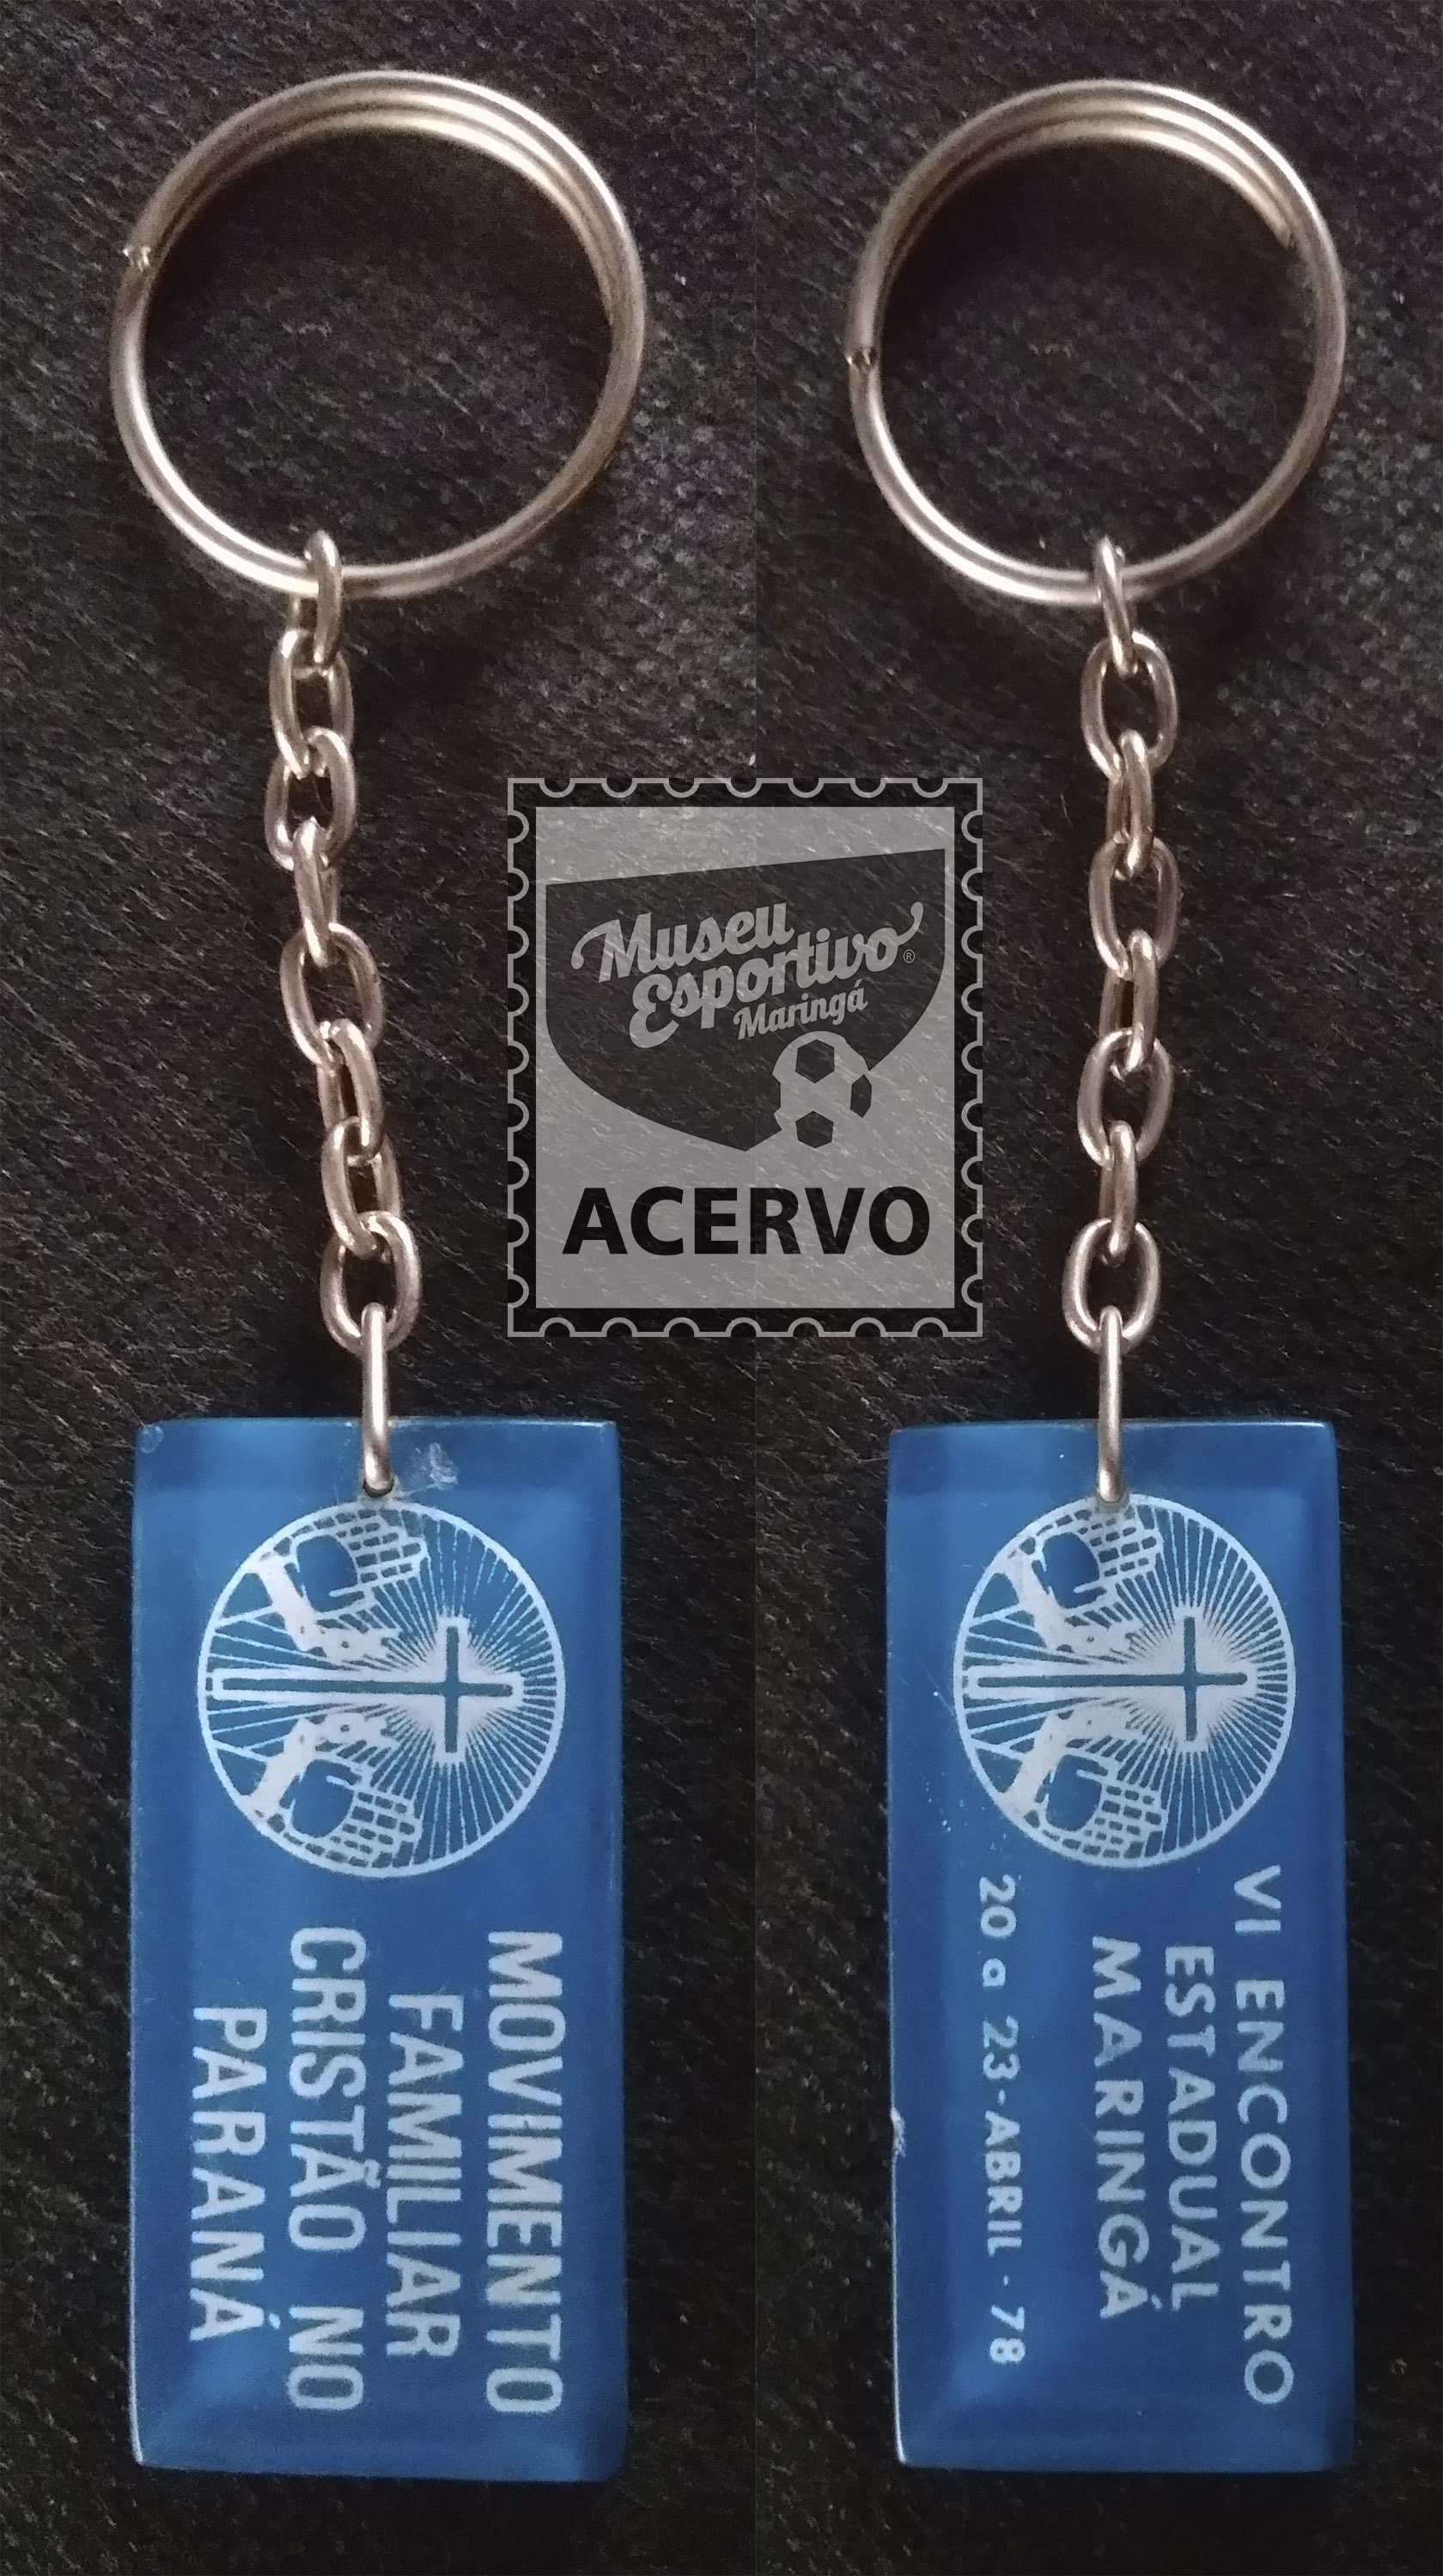 Museu
Esportivo®
Maringá
ACERVO
MOVIMENTO
FAMILIAR
CRISTÃO NO
PARANÁ
VI ENCONTRO
ESTADUAL
MARINGÁ
20 a 23-ABRIL - 78